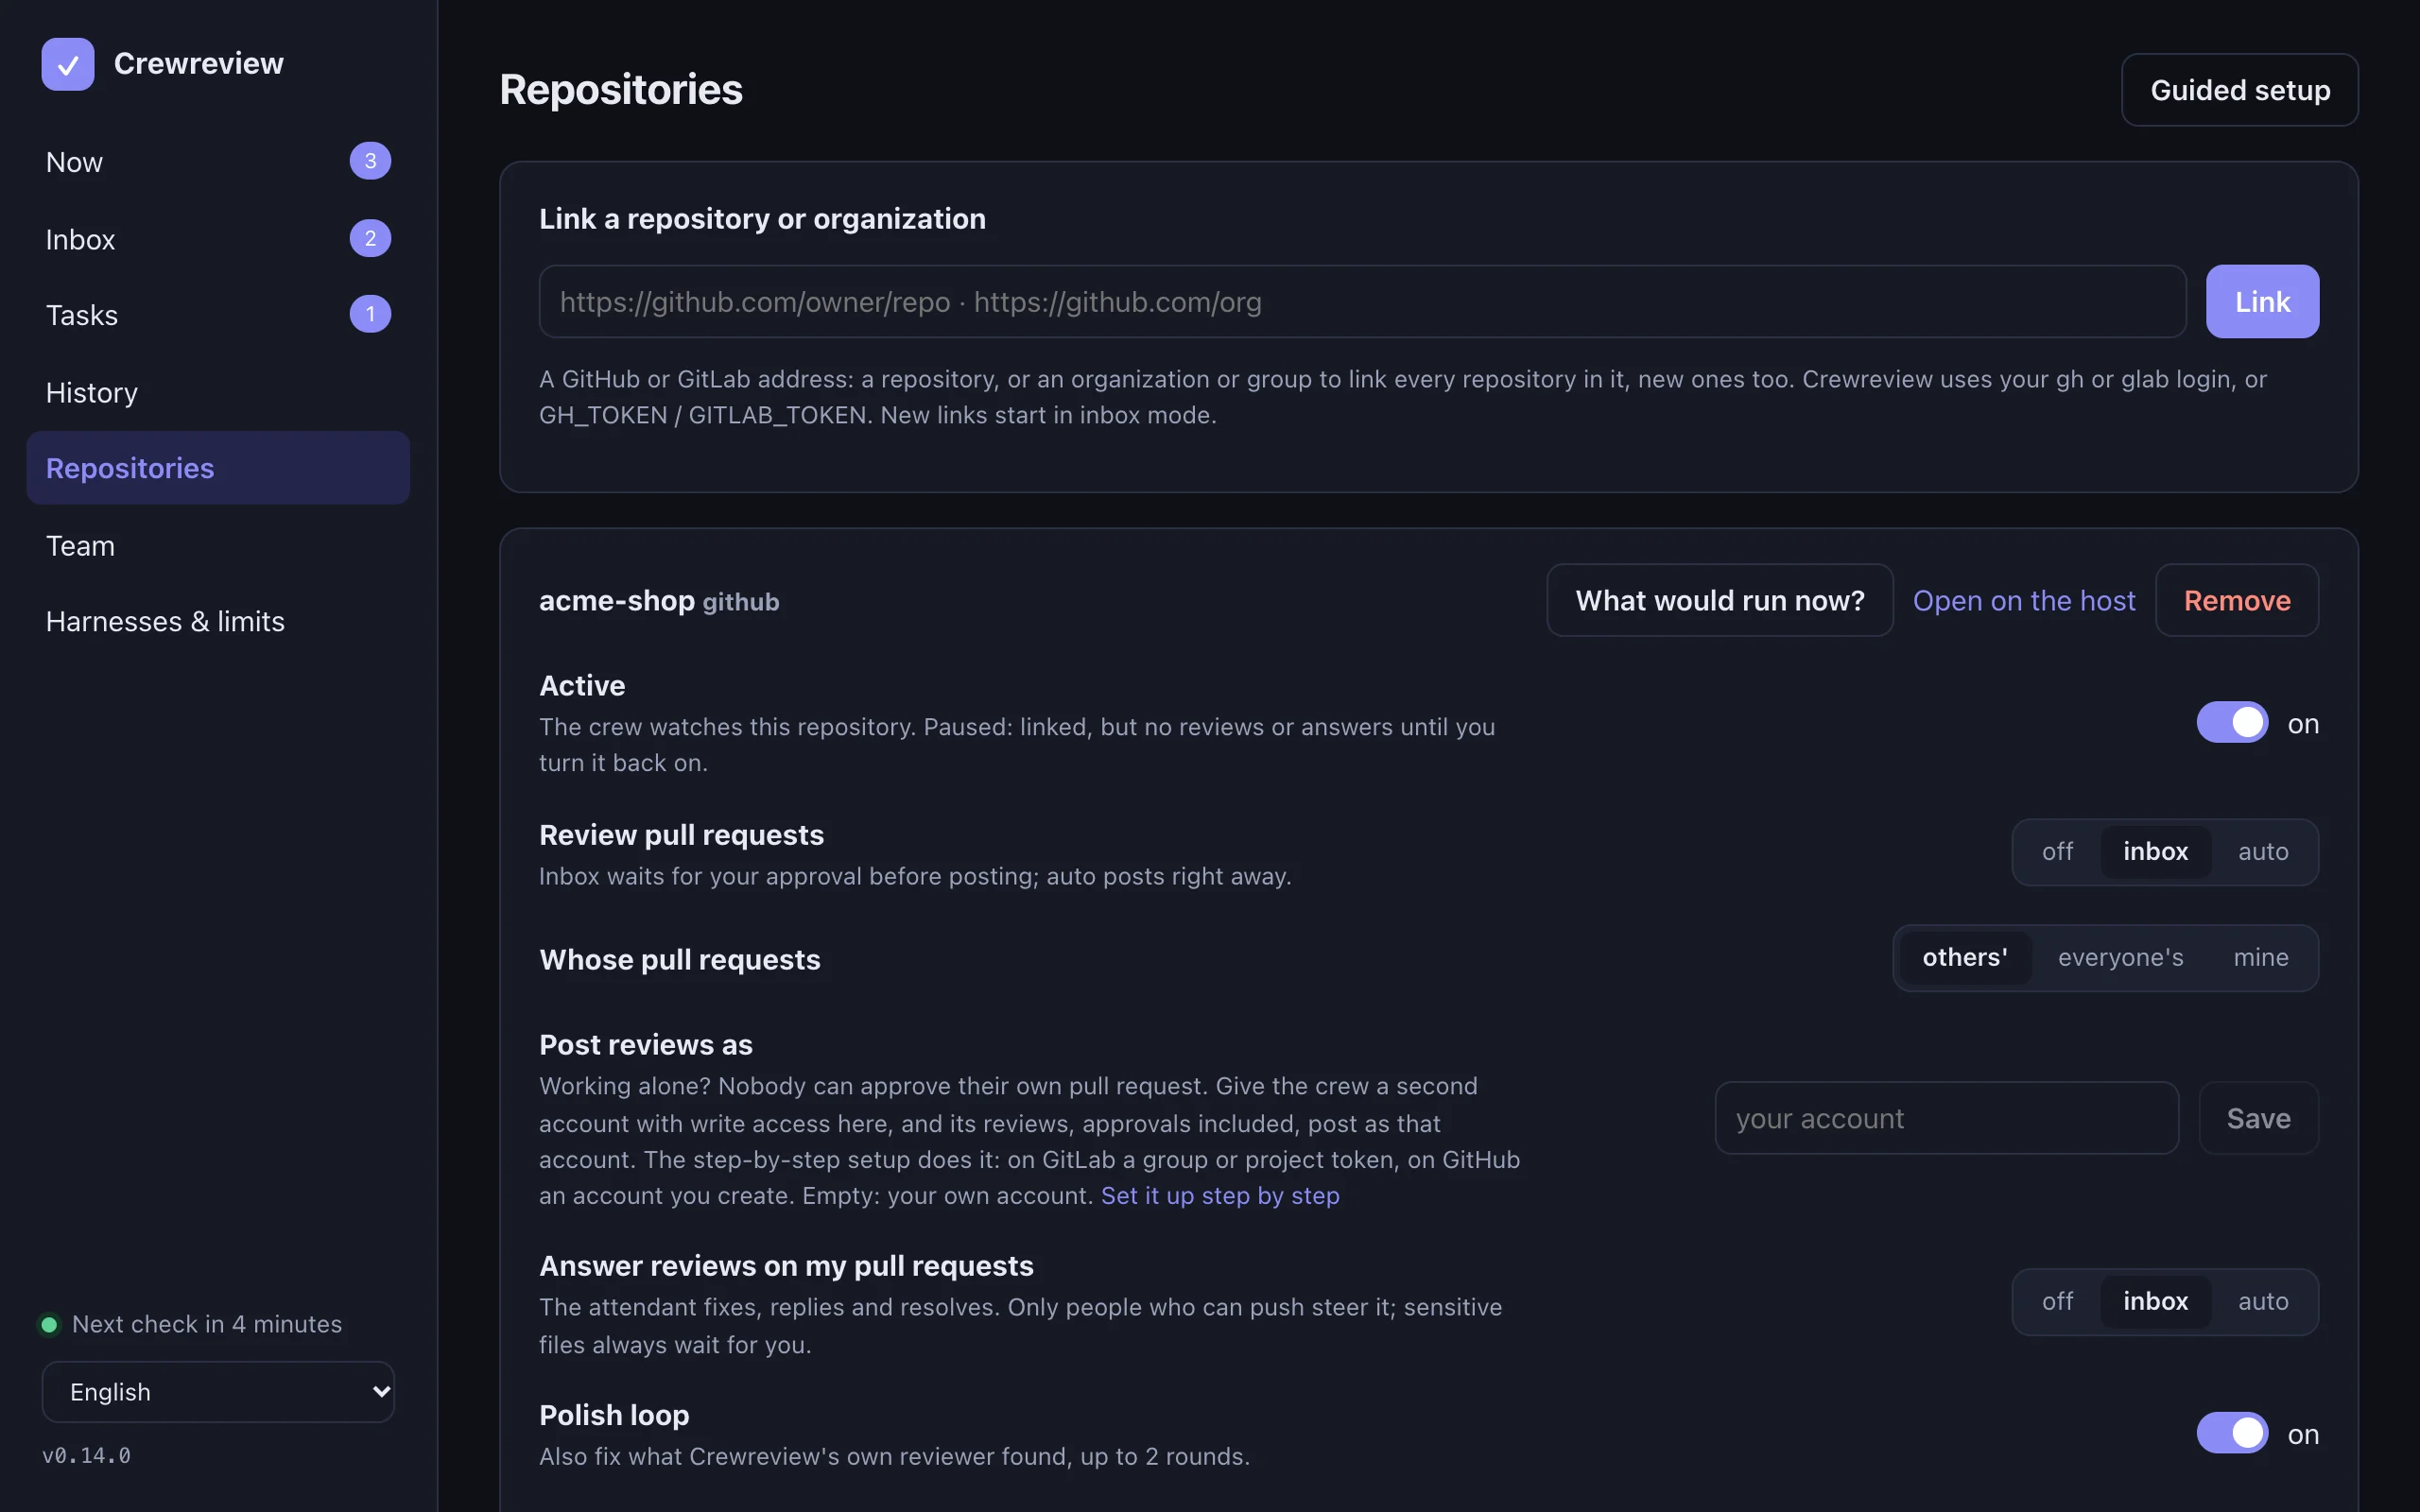 Crewreview
Now 3
Inbox 2
Tasks 1
History
Repositories
Team
Harnesses & limits
Next check in 4 minutes
English
v0.14.0
Repositories
Guided setup
Link a repository or organization
https://github.com/owner/repo · https://github.com/org
Link
A GitHub or GitLab address: a repository, or an organization or group to link every repository in it, new ones too. Crewreview uses your gh or glab login, or
GH_TOKEN / GITLAB_TOKEN. New links start in inbox mode.
acme-shop github
What would run now?
Open on the host
Remove
Active
The crew watches this repository. Paused: linked, but no reviews or answers until you
turn it back on.
on
Review pull requests
Inbox waits for your approval before posting; auto posts right away.
off inbox auto
Whose pull requests
others' everyone's mine
Post reviews as
Working alone? Nobody can approve their own pull request. Give the crew a second
account with write access here, and its reviews, approvals included, post as that
account. The step-by-step setup does it: on GitLab a group or project token, on GitHub
an account you create. Empty: your own account. Set it up step by step
your account
Save
Answer reviews on my pull requests
The attendant fixes, replies and resolves. Only people who can push steer it; sensitive
files always wait for you.
off inbox auto
Polish loop
Also fix what Crewreview's own reviewer found, up to 2 rounds.
on